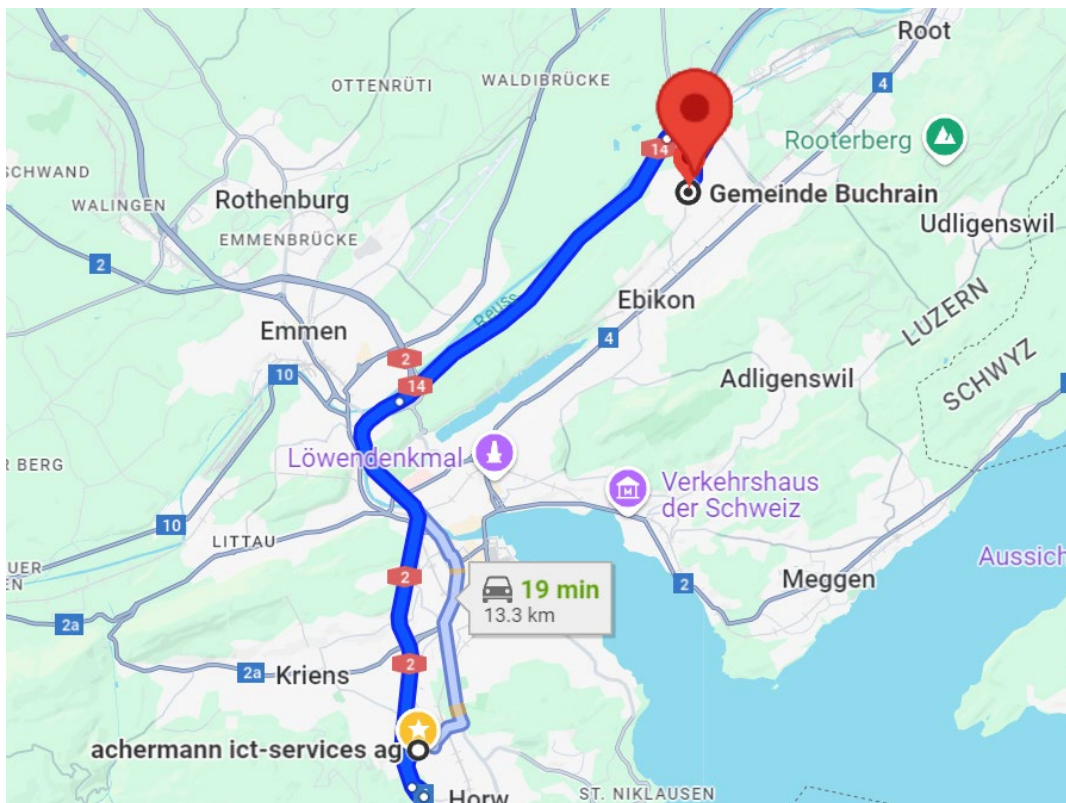 Root
OTTENRÜTI
WALDIBRÜCKE
4
14
Rooterberg
SCHWAND
WALINGEN
Rothenburg
Gemeinde Buchrain
EMMENBRÜCKE
Udligenswil
2
Reuss
Ebikon
LUZERN
Emmen
4
2
10
14
Adligenswil
SCHWYZ
Löwendenkmal
BERG
Verkehrshaus
der Schweiz
10
LITTAU
2
19 min
13.3 km
2
Meggen
Aussich
2a
2
2a
Kriens
achermann ict-services ag
Horw
ST. NIKLAUSEN